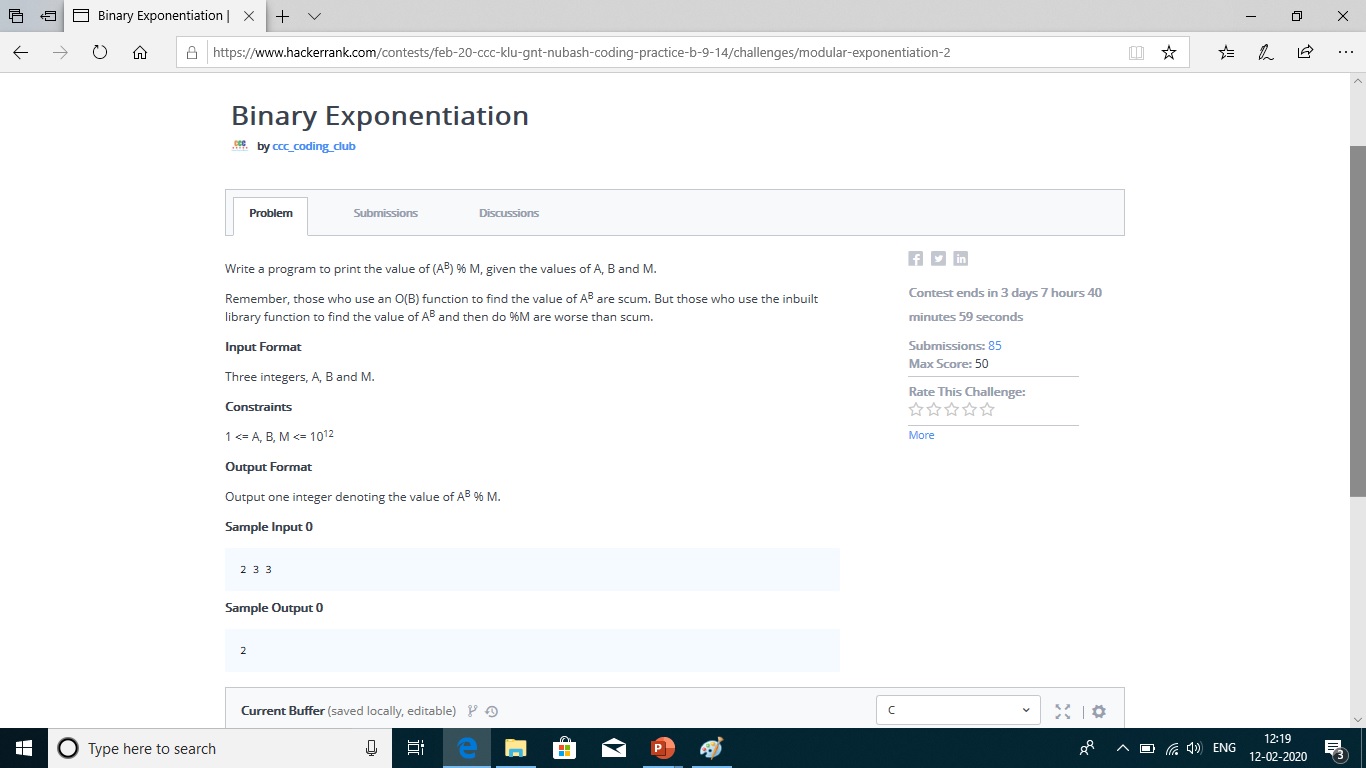 Binary Exponentiation |
https://www.hackerrank.com/contests/feb-20-ccc-klu-gnt-nubash-coding-practice-b-9-14/challenges/modular-exponentiation-2
Binary Exponentiation
by ccc_coding_club
Problem Submissions Discussions
Write a program to print the value of (Aᴮ) % M, given the values of A, B and M.
Remember, those who use an O(B) function to find the value of Aᴮ are scum. But those who use the inbuilt
library function to find the value of Aᴮ and then do %M are worse than scum.
Input Format
Three integers, A, B and M.
Constraints
1 <= A, B, M <= 10¹²
Output Format
Output one integer denoting the value of Aᴮ % M.
Sample Input 0
2 3 3
Sample Output 0
2
Contest ends in 3 days 7 hours 40
minutes 59 seconds
Submissions: 85
Max Score: 50
Rate This Challenge:
More
Current Buffer (saved locally, editable)
C
Type here to search
ENG
12:19
12-02-2020
3